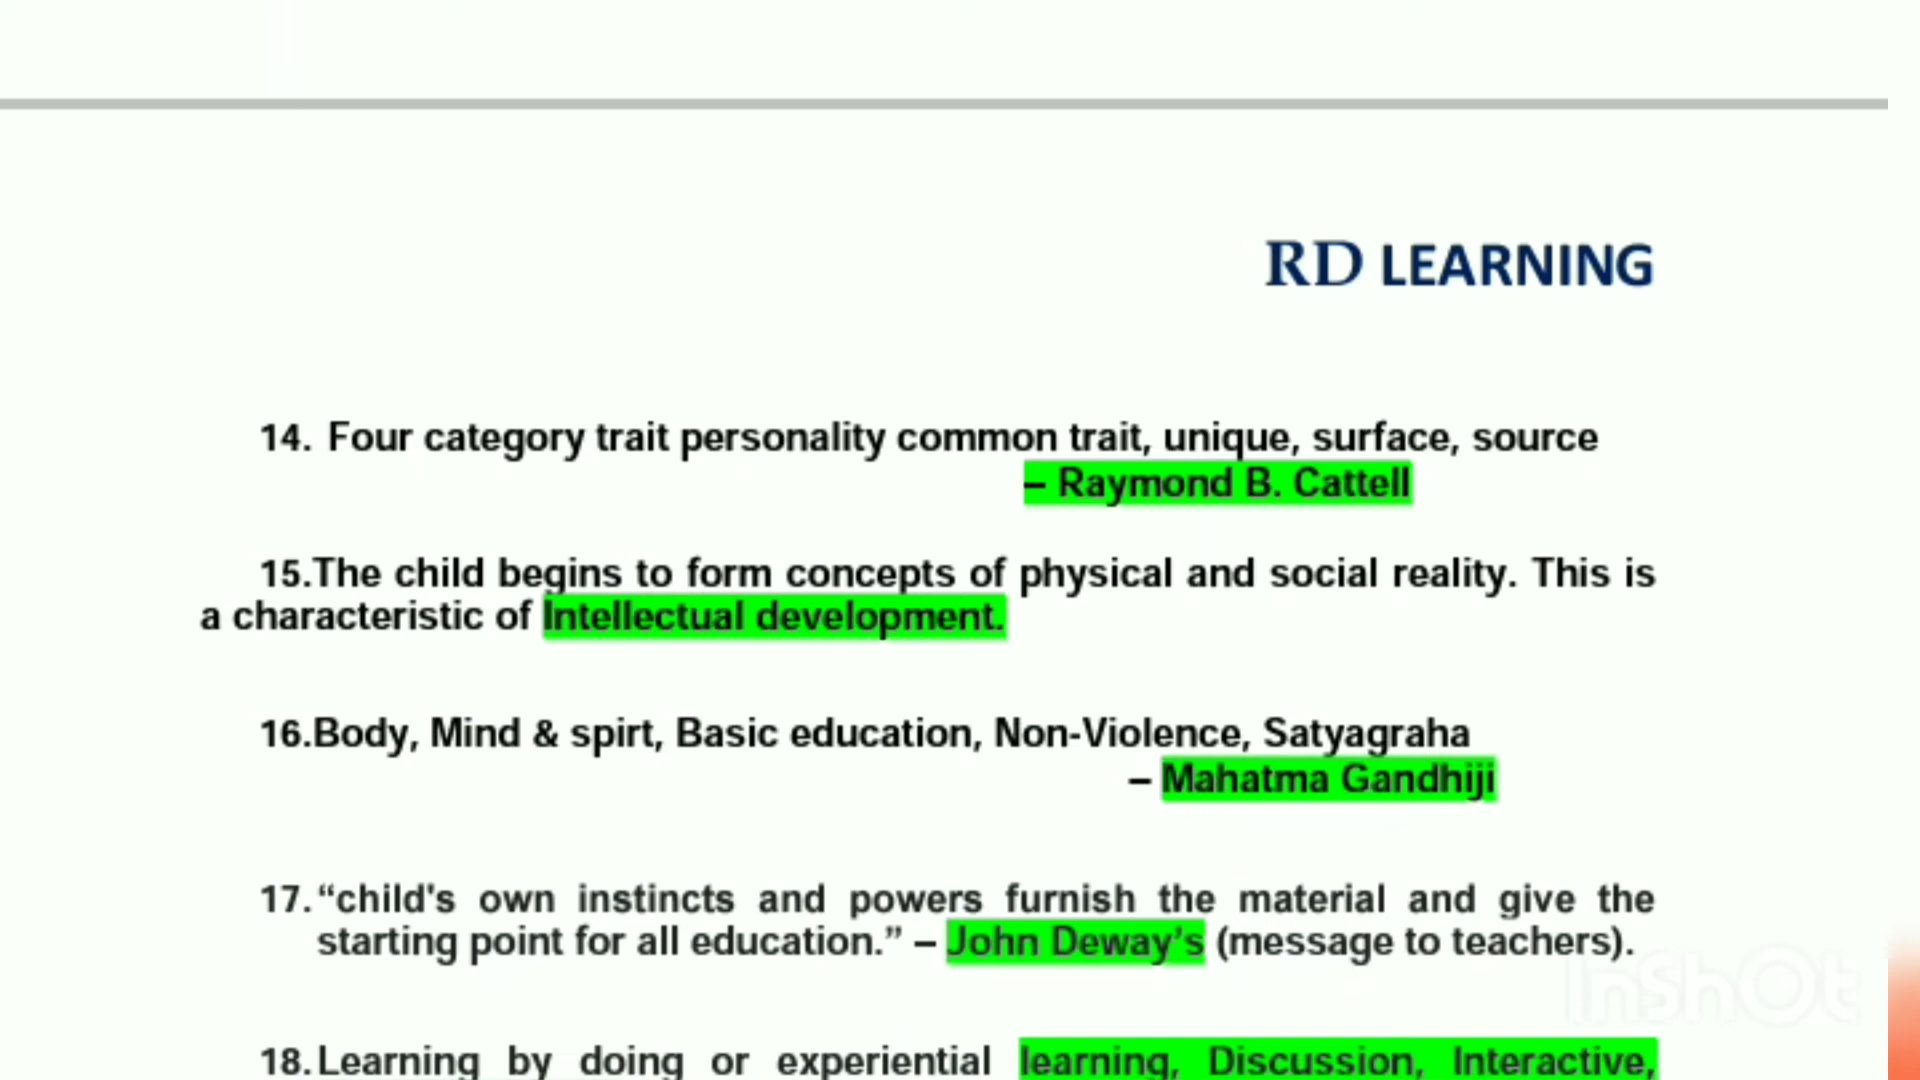 RD LEARNING
14. Four category trait personality common trait, unique, surface, source
– Raymond B. Cattell
15.The child begins to form concepts of physical and social reality. This is
a characteristic of Intellectual development.
16.Body, Mind & spirt, Basic education, Non-Violence, Satyagraha
– Mahatma Gandhiji
17.“child's own instincts and powers furnish the material and give the
starting point for all education.” – John Deway’s (message to teachers).
InShOt
18.Learning by doing or experiential learning, Discussion, Interactive,